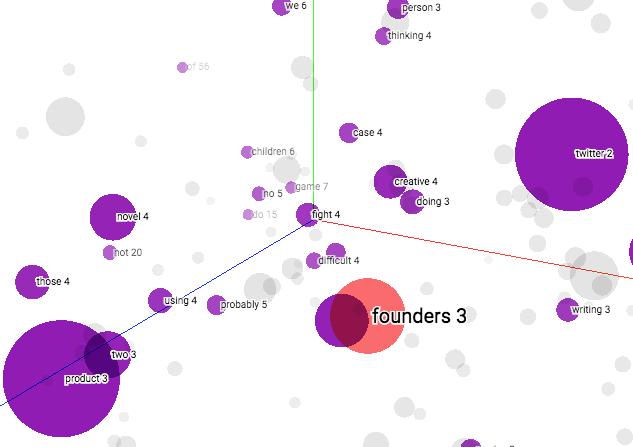 we 6
person 3
thinking 4
of 56
case 4
children 6
twitter 2
creative 4
game 7
no 5
doing 3
novel 4
do 15
fight 4
not 20
difficult 4
those 4
using 4
probably 5
founders 3
writing 3
two 3
product 3